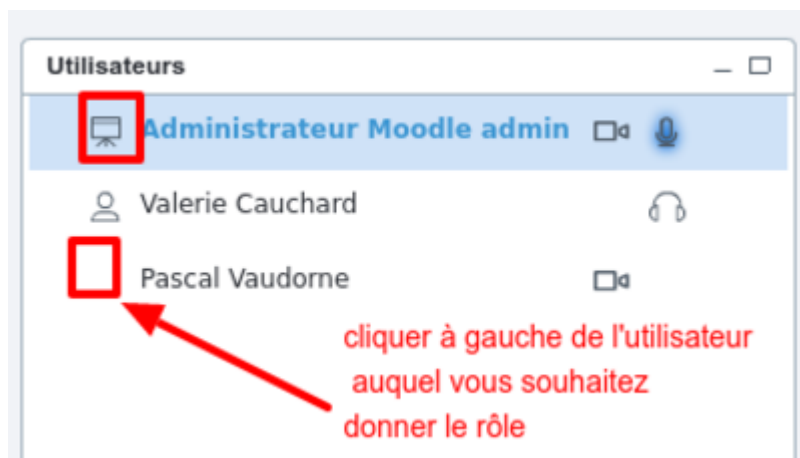 Utilisateurs
Administrateur Moodle admin
Valerie Cauchard
Pascal Vaudorne
cliquer à gauche de l'utilisateur
auquel vous souhaitez
donner le rôle